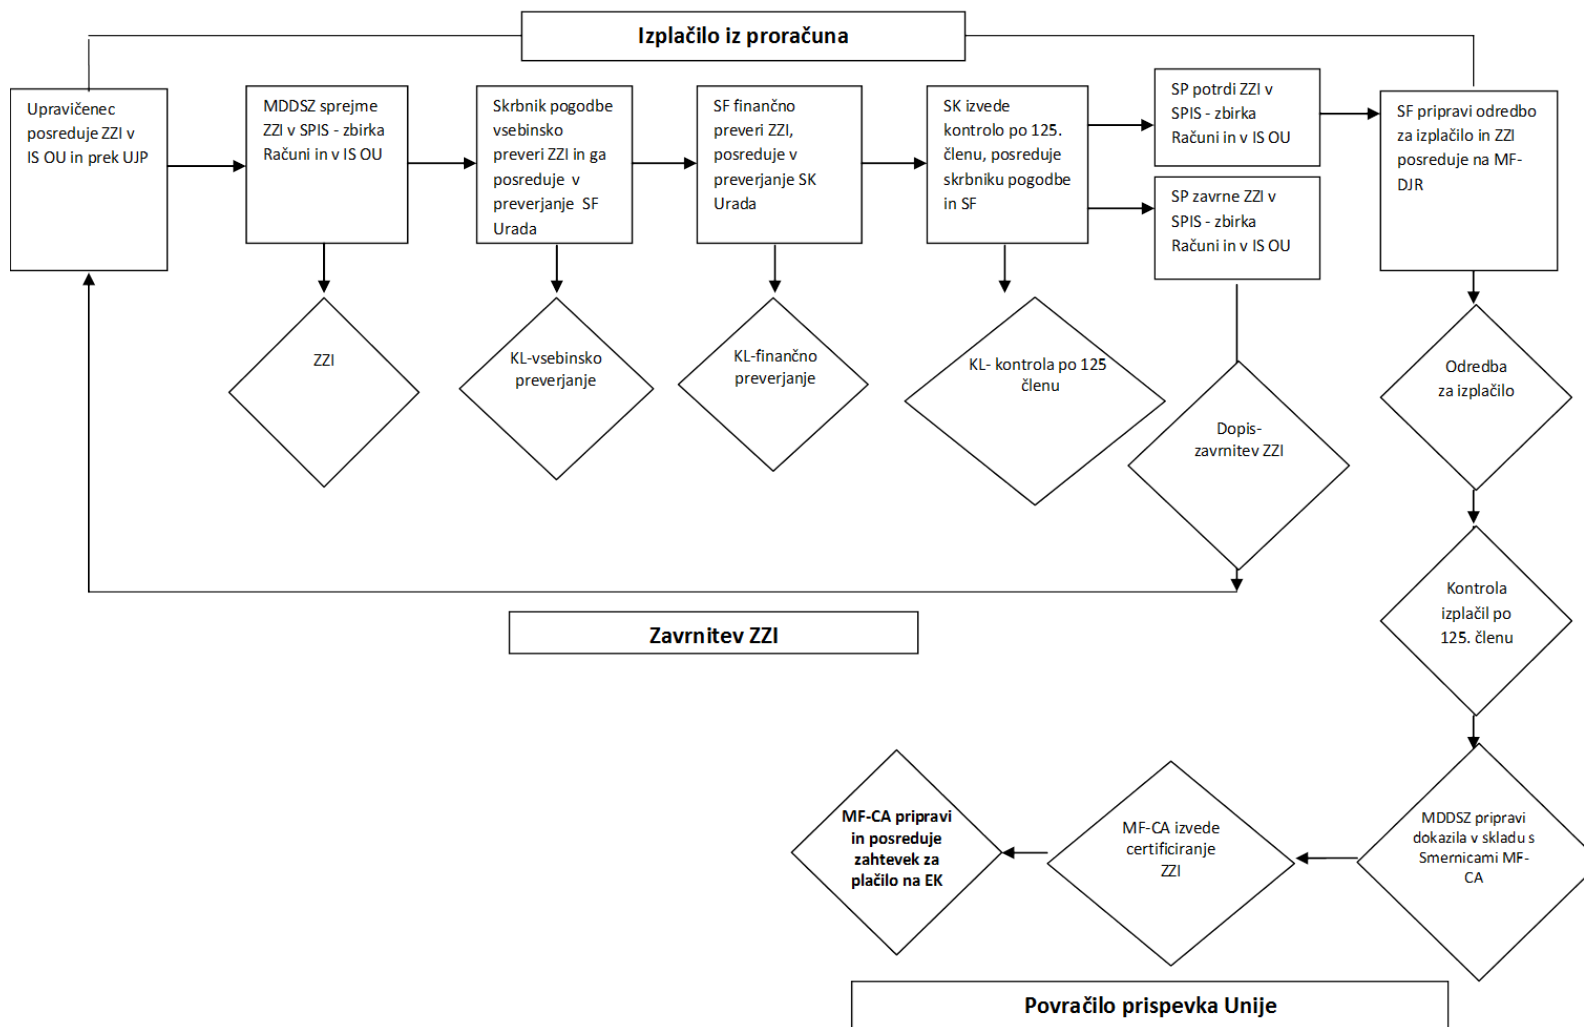 Izplačilo iz proračuna
Upravičenec
posreduje ZZI v
IS OU in prek UJP
MDDSZ sprejme
ZZI v SPIS - zbirka
Računi in v IS OU
Skrbnik pogodbe
vsebinsko
preveri ZZI in ga
posreduje v
preverjanje SF
Urada
SF finančno
preveri ZZI,
posreduje v
preverjanje SK
Urada
SK izvede
kontrolo po 125.
členu, posreduje
skrbniku pogodbe
in SF
SP potrdi ZZI v
SPIS - zbirka
Računi in v IS OU
SP zavrne ZZI v
SPIS - zbirka
Računi in v IS OU
SF pripravi odredbo
za izplačilo in ZZI
posreduje na MF-
DJR
ZZI
KL-vsebinsko
preverjanje
KL-finančno
preverjanje
KL- kontrola po 125
členu
Dopis-
zavrnitev ZZI
Odredba
za izplačilo
Kontrola
izplačil po
125. členu
Zavrnitev ZZI
MF-CA pripravi
in posreduje
zahtevek za
plačilo na EK
MF-CA izvede
certificiranje
ZZI
MDDSZ pripravi
dokazila v skladu s
Smernicami MF-
CA
Povračilo prispevka Unije